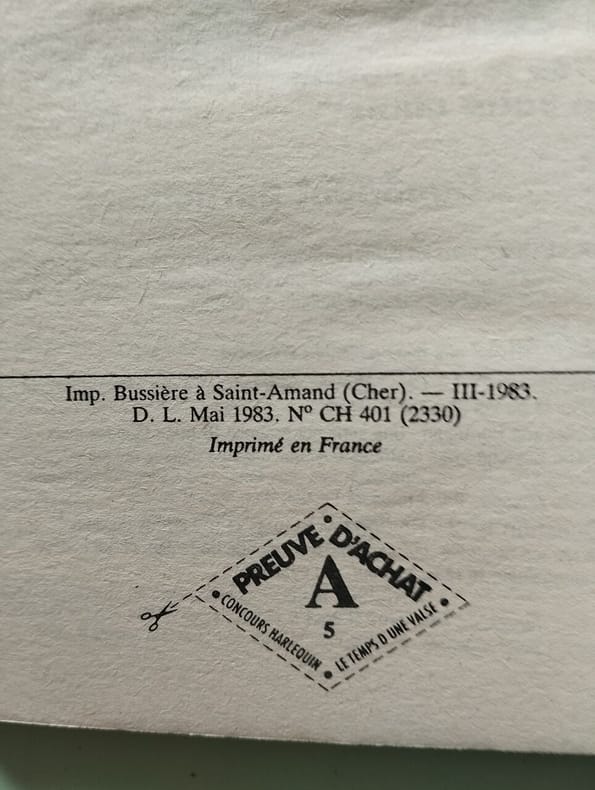 Imp. Bussière à Saint-Amand (Cher). — III-1983.
D. L. Mai 1983. Nº CH 401 (2330)
Imprimé en France
PREUVE D'ACHAT
A
5
• CONCOURS HARLEQUIN •
LE TEMPS D UNE VALSE •